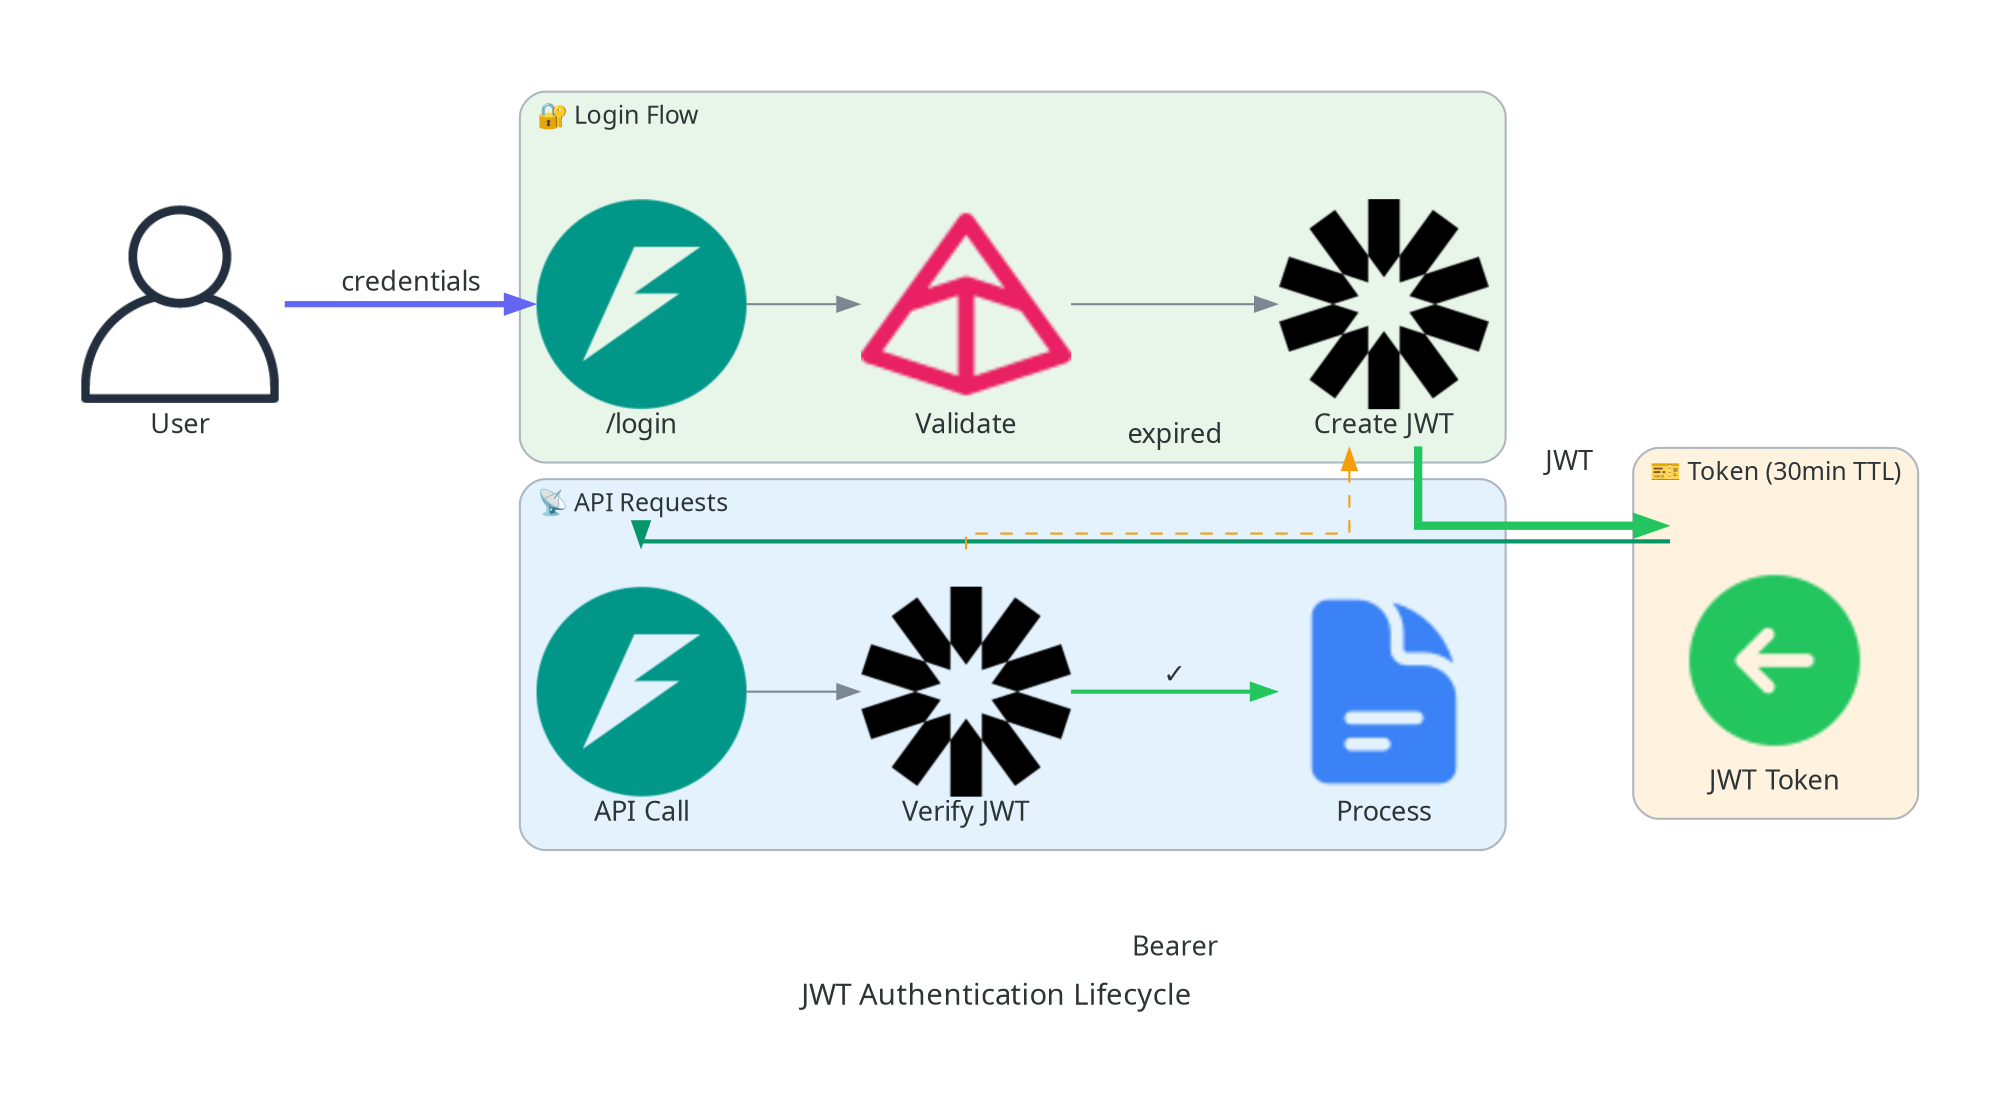 🔐 Login Flow
credentials
User
/login
Validate
Create JWT
expired
JWT
🎫 Token (30min TTL)
📡 API Requests
✓
JWT Token
API Call
Verify JWT
Process
Bearer
JWT Authentication Lifecycle